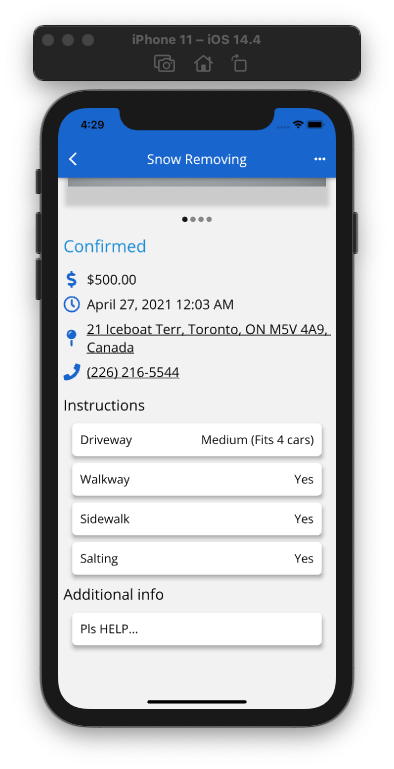 iPhone 11 – iOS 14.4
4:29
Snow Removing
Confirmed
$500.00
April 27, 2021 12:03 AM
21 Iceboat Terr, Toronto, ON M5V 4A9,
Canada
(226) 216-5544
Instructions
Driveway Medium (Fits 4 cars)
Walkway Yes
Sidewalk Yes
Salting Yes
Additional info
Pls HELP...